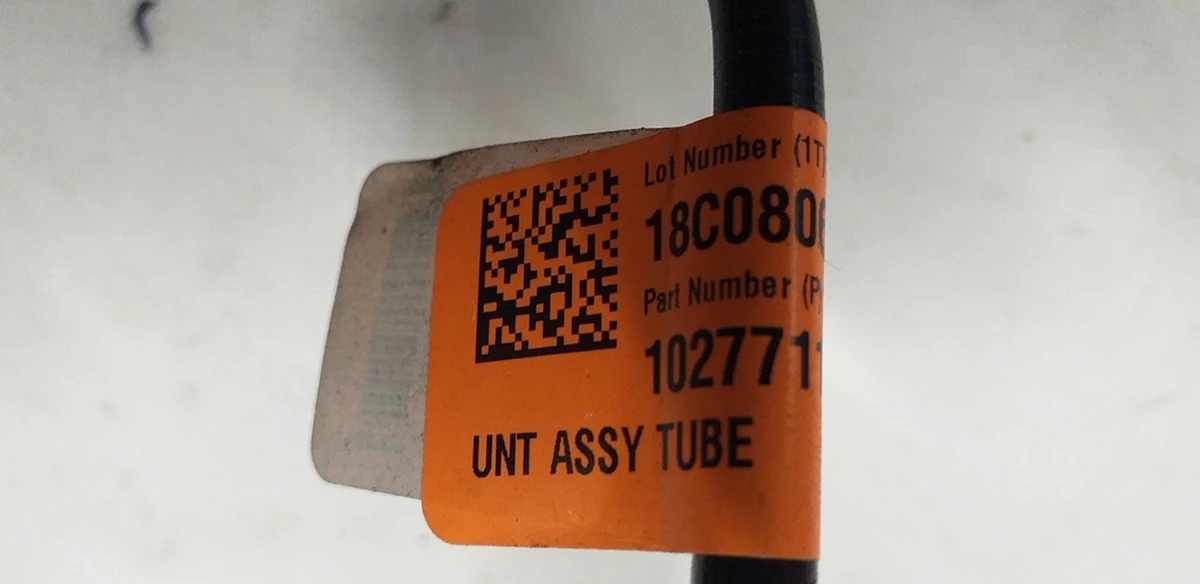 Lot Number (1T)
18C080
Part Number (P)
102771
UNT ASSY TUBE